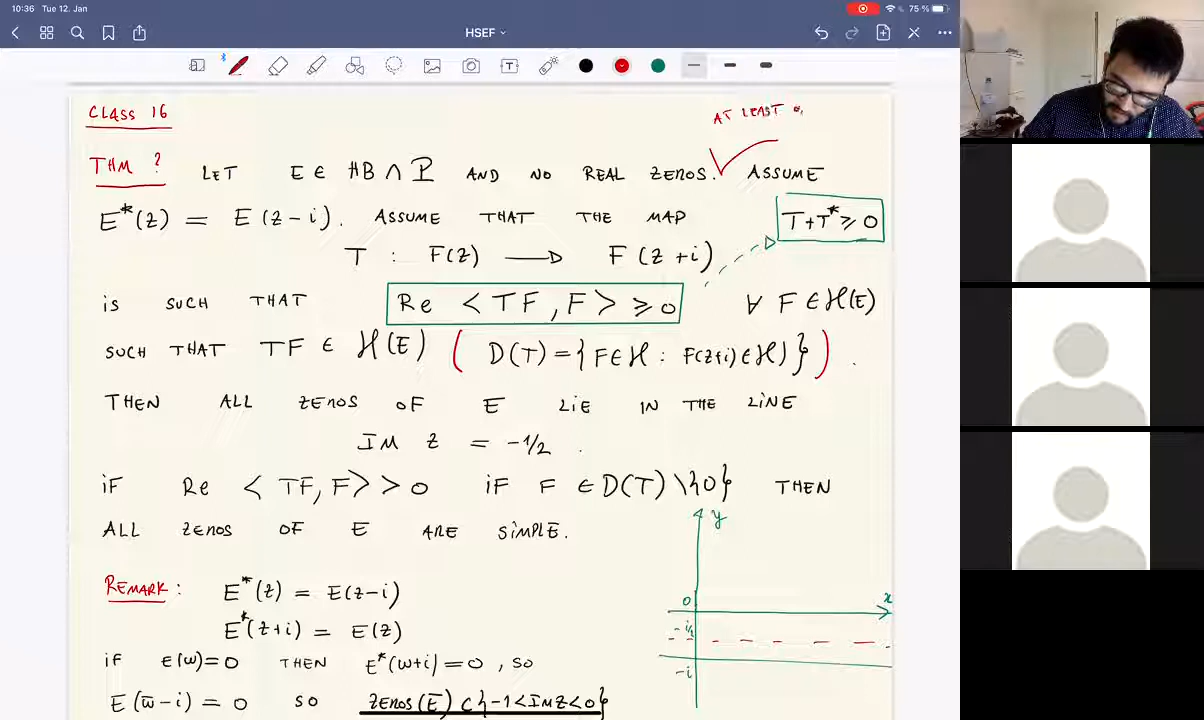 10:36 Tue 12. Jan
75 %
HSEF
CLASS 16
AT LEAST
THM ? LET E ∈ HB ∩ P AND NO REAL ZEROS. ASSUME
E*(z) = E(z-i). ASSUME THAT THE MAP
T+T* ⩾ 0
T : F(z) → F(z+i)
IS SUCH THAT Re <TF, F> ⩾ 0 ∀ F ∈ H(E)
SUCH THAT TF ∈ H(E) ( D(T) = {F ∈ H : F(z+i) ∈ H)} ) .
THEN ALL ZEROS OF E LIE IN THE LINE
IM z = -1/2 .
IF Re <TF, F> > 0 IF F ∈ D(T) \ {0} THEN
ALL ZEROS OF E ARE SIMPLE.
y
REMARK : E*(z) = E(z-i)
0 x
E*(z+i) = E(z)
-i/2
IF E(w)=0 THEN E*(w+i)=0 , SO
-i
E(w̄-i) = 0 SO ZEROS(E) ⊂ {-1<IMz<0}